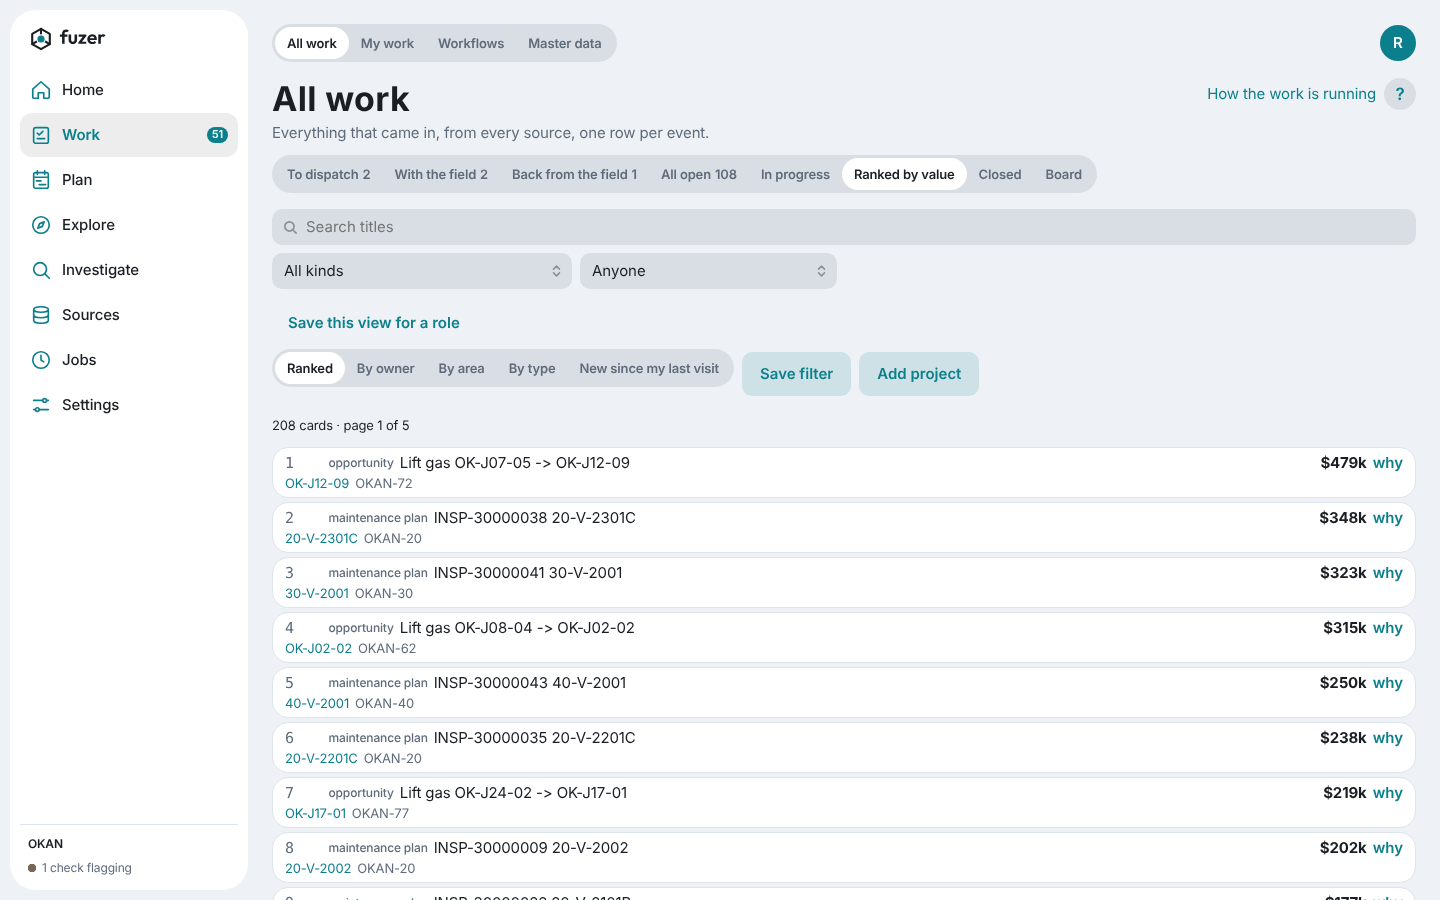 fuzer
Home
Work 51
Plan
Explore
Investigate
Sources
Jobs
Settings
OKAN
1 check flagging
All work My work Workflows Master data
R
All work
How the work is running ?
Everything that came in, from every source, one row per event.
To dispatch 2 With the field 2 Back from the field 1 All open 108 In progress Ranked by value Closed Board
Search titles
All kinds Anyone
Save this view for a role
Ranked By owner By area By type New since my last visit Save filter Add project
208 cards · page 1 of 5
1 opportunity Lift gas OK-J07-05 -> OK-J12-09 $479k why
OK-J12-09 OKAN-72
2 maintenance plan INSP-30000038 20-V-2301C $348k why
20-V-2301C OKAN-20
3 maintenance plan INSP-30000041 30-V-2001 $323k why
30-V-2001 OKAN-30
4 opportunity Lift gas OK-J08-04 -> OK-J02-02 $315k why
OK-J02-02 OKAN-62
5 maintenance plan INSP-30000043 40-V-2001 $250k why
40-V-2001 OKAN-40
6 maintenance plan INSP-30000035 20-V-2201C $238k why
20-V-2201C OKAN-20
7 opportunity Lift gas OK-J24-02 -> OK-J17-01 $219k why
OK-J17-01 OKAN-77
8 maintenance plan INSP-30000009 20-V-2002 $202k why
20-V-2002 OKAN-20